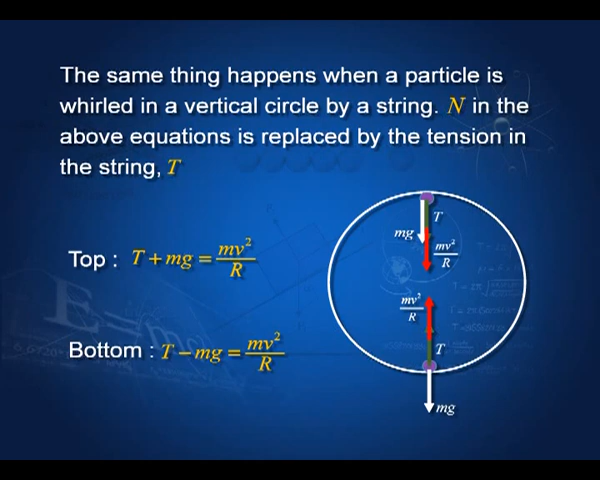 The same thing happens when a particle is
whirled in a vertical circle by a string. N in the
above equations is replaced by the tension in
the string, T
Top : T + mg = mv²/R
Bottom : T − mg = mv²/R
T
mg
mv²/R
mv²/R
T
mg
E=m